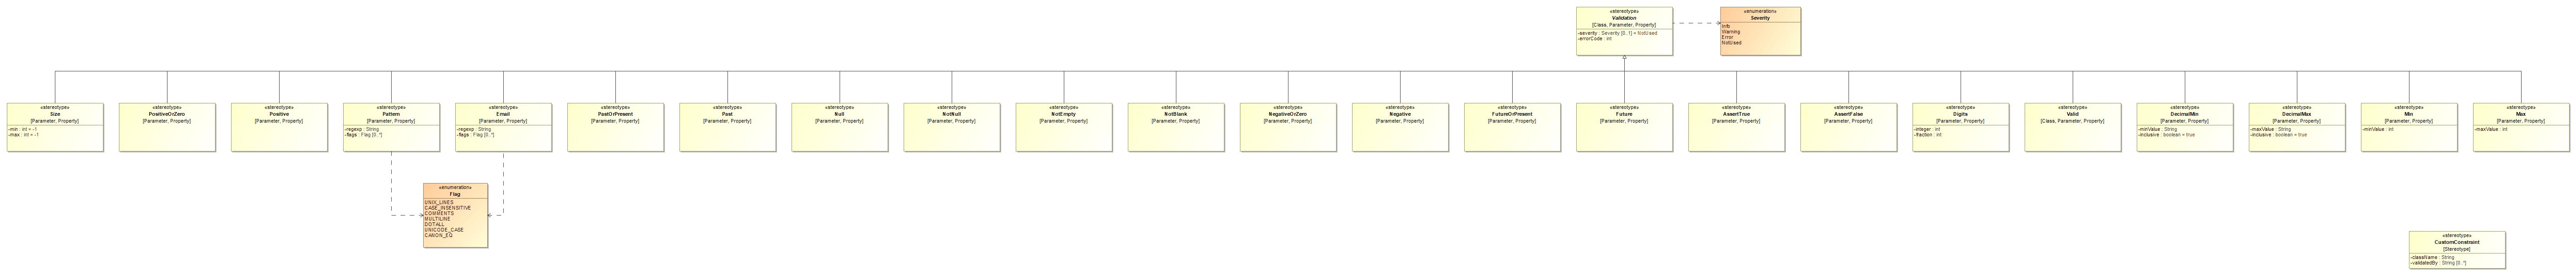 «stereotype»
Validation
[Class, Parameter, Property]
-severity : Severity [0..1] = NotUsed
-errorCode : int
«enumeration»
Severity
Info
Warning
Error
NotUsed
«stereotype»
Size
[Parameter, Property]
-min : int = -1
-max : int = -1
«stereotype»
PositiveOrZero
[Parameter, Property]
«stereotype»
Positive
[Parameter, Property]
«stereotype»
Pattern
[Parameter, Property]
-regexp : String
-flags : Flag [0..*]
«stereotype»
Email
[Parameter, Property]
-regexp : String
-flags : Flag [0..*]
«stereotype»
PastOrPresent
[Parameter, Property]
«stereotype»
Past
[Parameter, Property]
«stereotype»
Null
[Parameter, Property]
«stereotype»
NotNull
[Parameter, Property]
«stereotype»
NotEmpty
[Parameter, Property]
«stereotype»
NotBlank
[Parameter, Property]
«stereotype»
NegativeOrZero
[Parameter, Property]
«stereotype»
Negative
[Parameter, Property]
«stereotype»
FutureOrPresent
[Parameter, Property]
«stereotype»
Future
[Parameter, Property]
«stereotype»
AssertTrue
[Parameter, Property]
«stereotype»
AssertFalse
[Parameter, Property]
«stereotype»
Digits
[Parameter, Property]
-integer : int
-fraction : int
«stereotype»
Valid
[Class, Parameter, Property]
«stereotype»
DecimalMin
[Parameter, Property]
-minValue : String
-inclusive : boolean = true
«stereotype»
DecimalMax
[Parameter, Property]
-maxValue : String
-inclusive : boolean = true
«stereotype»
Min
[Parameter, Property]
-minValue : int
«stereotype»
Max
[Parameter, Property]
-maxValue : int
«enumeration»
Flag
UNIX_LINES
CASE_INSENSITIVE
COMMENTS
MULTILINE
DOTALL
UNICODE_CASE
CANON_EQ
«stereotype»
CustomConstraint
[Stereotype]
-className : String
-validatedBy : String [0..*]